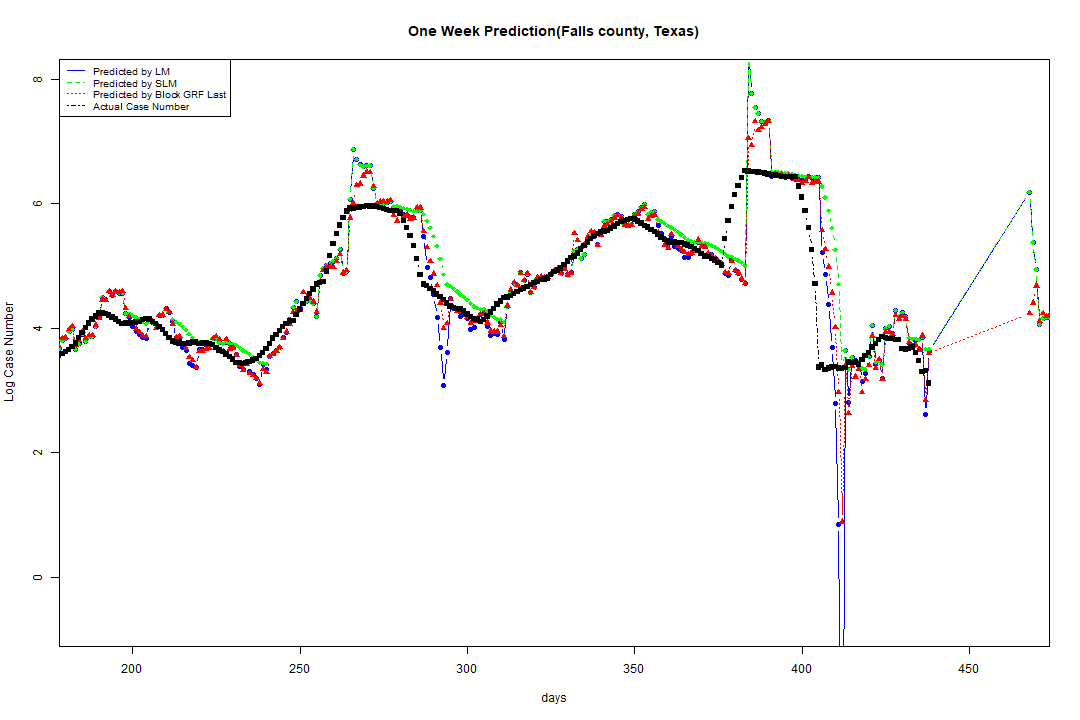 One Week Prediction(Falls county, Texas)
Predicted by LM
Predicted by SLM
Predicted by Block GRF Last
Actual Case Number
8
6
4
2
0
Log Case Number
200 250 300 350 400 450
days